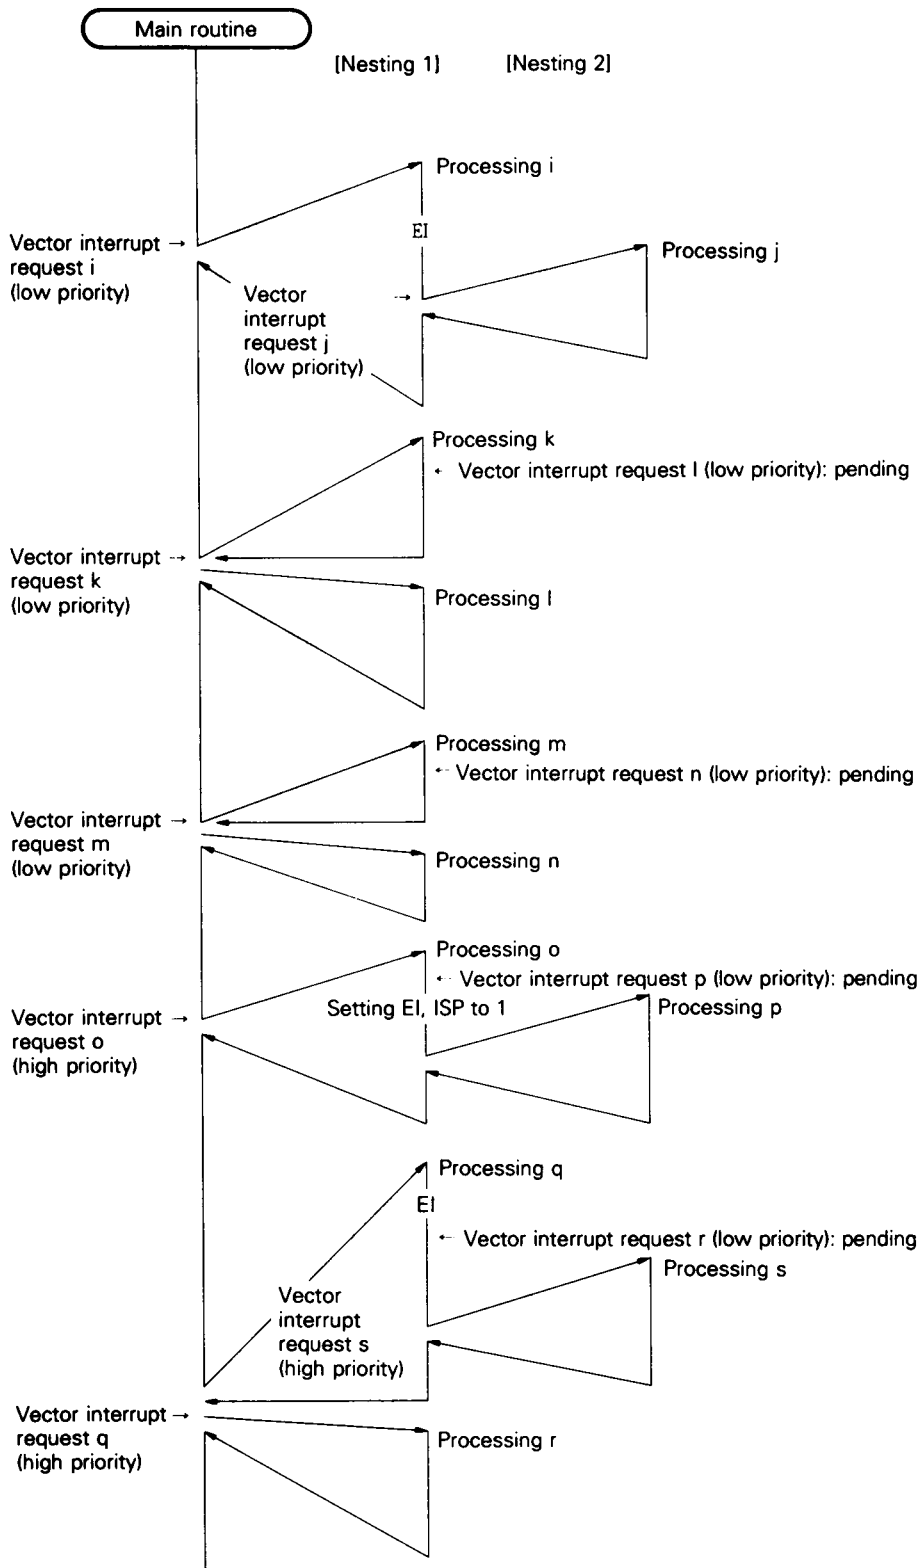 Main routine
[Nesting 1] [Nesting 2]
Processing i
EI
Vector interrupt →
request i
(low priority)
Processing j
Vector →
interrupt
request j
(low priority)
Processing k
← Vector interrupt request l (low priority): pending
Vector interrupt →
request k
(low priority)
Processing l
Processing m
← Vector interrupt request n (low priority): pending
Vector interrupt →
request m
(low priority)
Processing n
Processing o
← Vector interrupt request p (low priority): pending
Setting EI, ISP to 1
Processing p
Vector interrupt →
request o
(high priority)
Processing q
EI
← Vector interrupt request r (low priority): pending
Processing s
Vector
interrupt
request s
(high priority)
Vector interrupt →
request q
(high priority)
Processing r